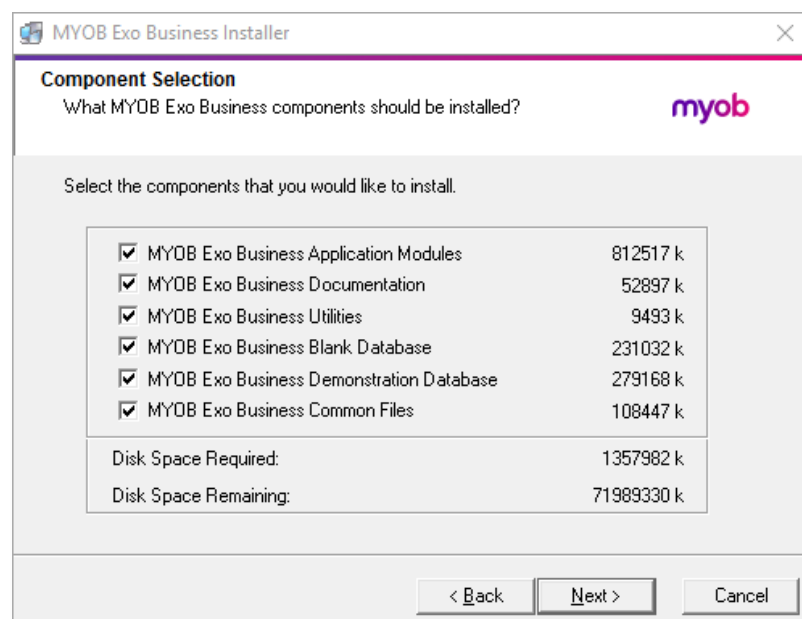 MYOB Exo Business Installer
Component Selection
What MYOB Exo Business components should be installed?
myob
Select the components that you would like to install.
MYOB Exo Business Application Modules 812517 k
MYOB Exo Business Documentation 52897 k
MYOB Exo Business Utilities 9493 k
MYOB Exo Business Blank Database 231032 k
MYOB Exo Business Demonstration Database 279168 k
MYOB Exo Business Common Files 108447 k
Disk Space Required: 1357982 k
Disk Space Remaining: 71989330 k
< Back Next > Cancel